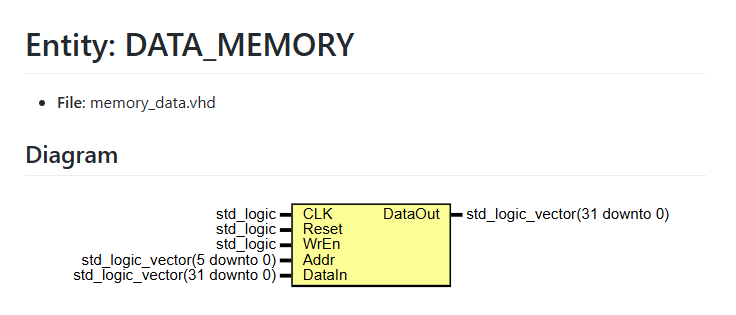 Entity: DATA_MEMORY
File: memory_data.vhd
Diagram
std_logic CLK DataOut std_logic_vector(31 downto 0)
std_logic Reset
std_logic WrEn
std_logic_vector(5 downto 0) Addr
std_logic_vector(31 downto 0) DataIn